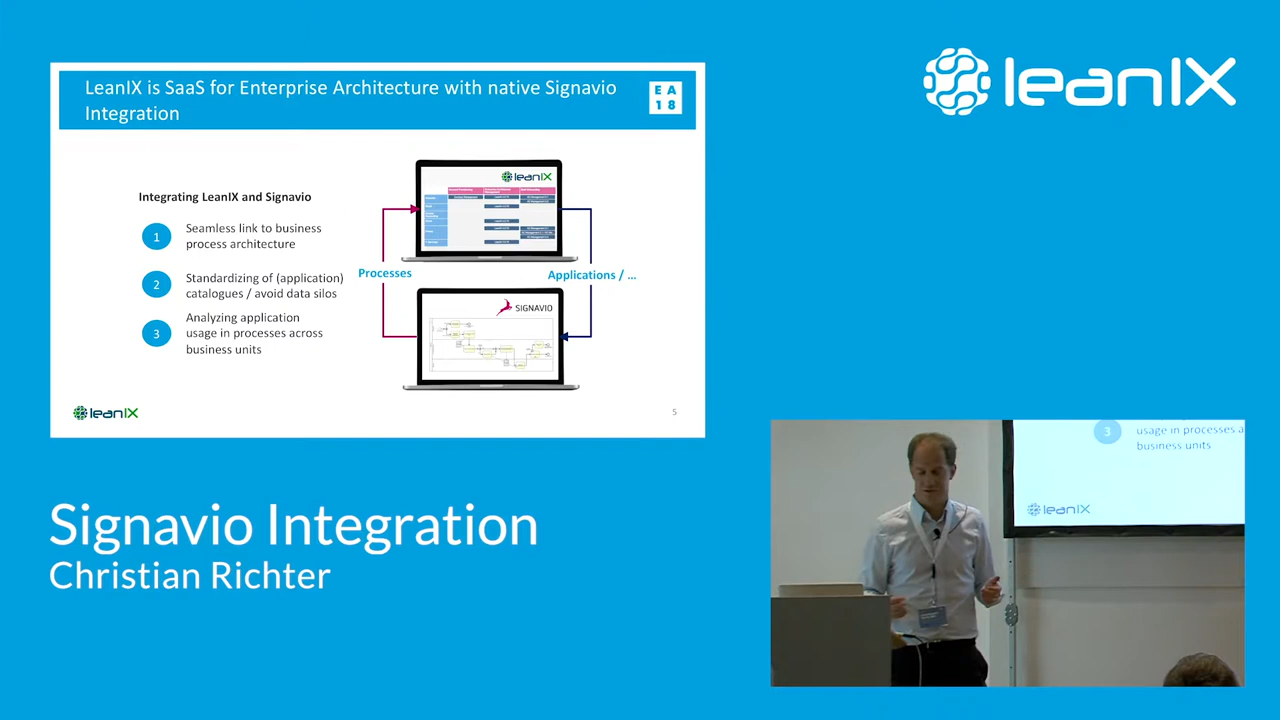 LeanIX is SaaS for Enterprise Architecture with native Signavio
Integration
E A
1 8
leanIX
Integrating LeanIX and Signavio
1
Seamless link to business
process architecture
2
Standardizing of (application)
catalogues / avoid data silos
3
Analyzing application
usage in processes across
business units
leanIX
Processes
Applications / ...
SIGNAVIO
leanIX
5
Signavio Integration
Christian Richter
3
usage in processes a
business units
leanIX